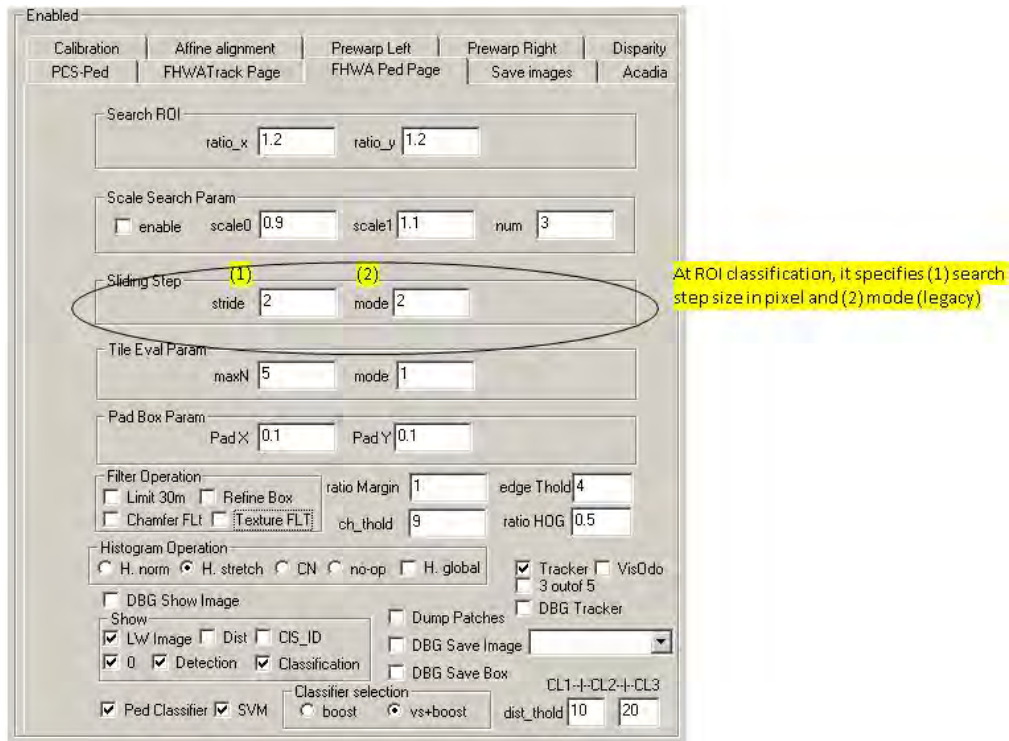 Enabled
Calibration Affine alignment Prewarp Left Prewarp Right Disparity
PCS-Ped FHWATrack Page FHWA Ped Page Save images Acadia
Search ROI
ratio_x 1.2 ratio_y 1.2
Scale Search Param
enable scale0 0.9 scale1 1.1 num 3
Sliding Step (1) (2)
stride 2 mode 2
At ROI classification, it specifies (1) search
step size in pixel and (2) mode (legacy)
Tile Eval Param
maxN 5 mode 1
Pad Box Param
Pad X 0.1 Pad Y 0.1
Filter Operation
Limit 30m Refine Box ratio Margin 1 edge Thold 4
Chamfer FLt Texture FLT ch_thold 9 ratio HOG 0.5
Histogram Operation
H. norm H. stretch CN no-op H. global Tracker VisOdo
3 outof 5
DBG Show Image DBG Tracker
Show Dump Patches
LW Image Dist CIS_ID DBG Save Image
0 Detection Classification DBG Save Box
Classifier selection CL1--|--CL2--|--CL3
Ped Classifier SVM boost vs+boost dist_thold 10 20